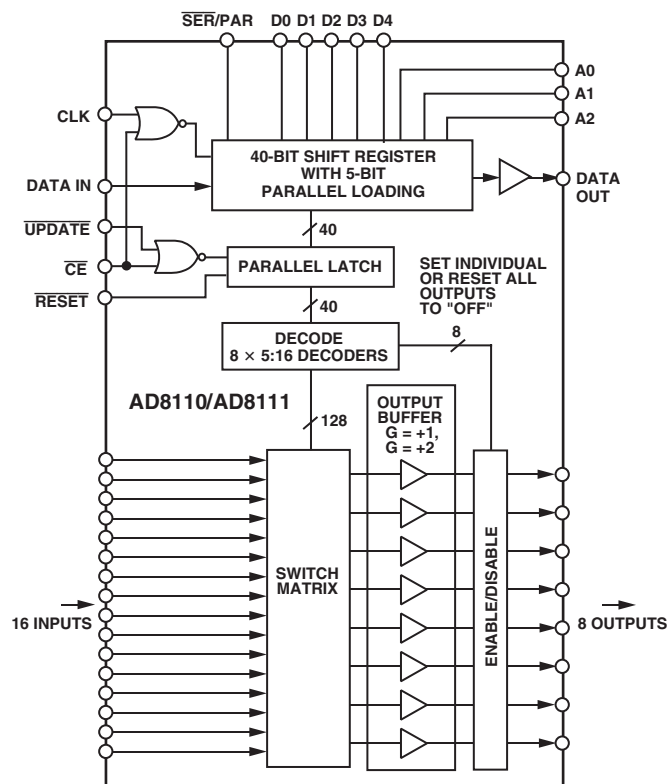 SER/PAR D0 D1 D2 D3 D4
A0
A1
A2
CLK
40-BIT SHIFT REGISTER
WITH 5-BIT
PARALLEL LOADING
DATA IN
DATA
OUT
UPDATE
CE
RESET
40
PARALLEL LATCH
40
SET INDIVIDUAL
OR RESET ALL
OUTPUTS
TO "OFF"
8
DECODE
8 × 5:16 DECODERS
AD8110/AD8111
128
OUTPUT
BUFFER
G = +1,
G = +2
SWITCH
MATRIX
ENABLE/DISABLE
16 INPUTS
8 OUTPUTS